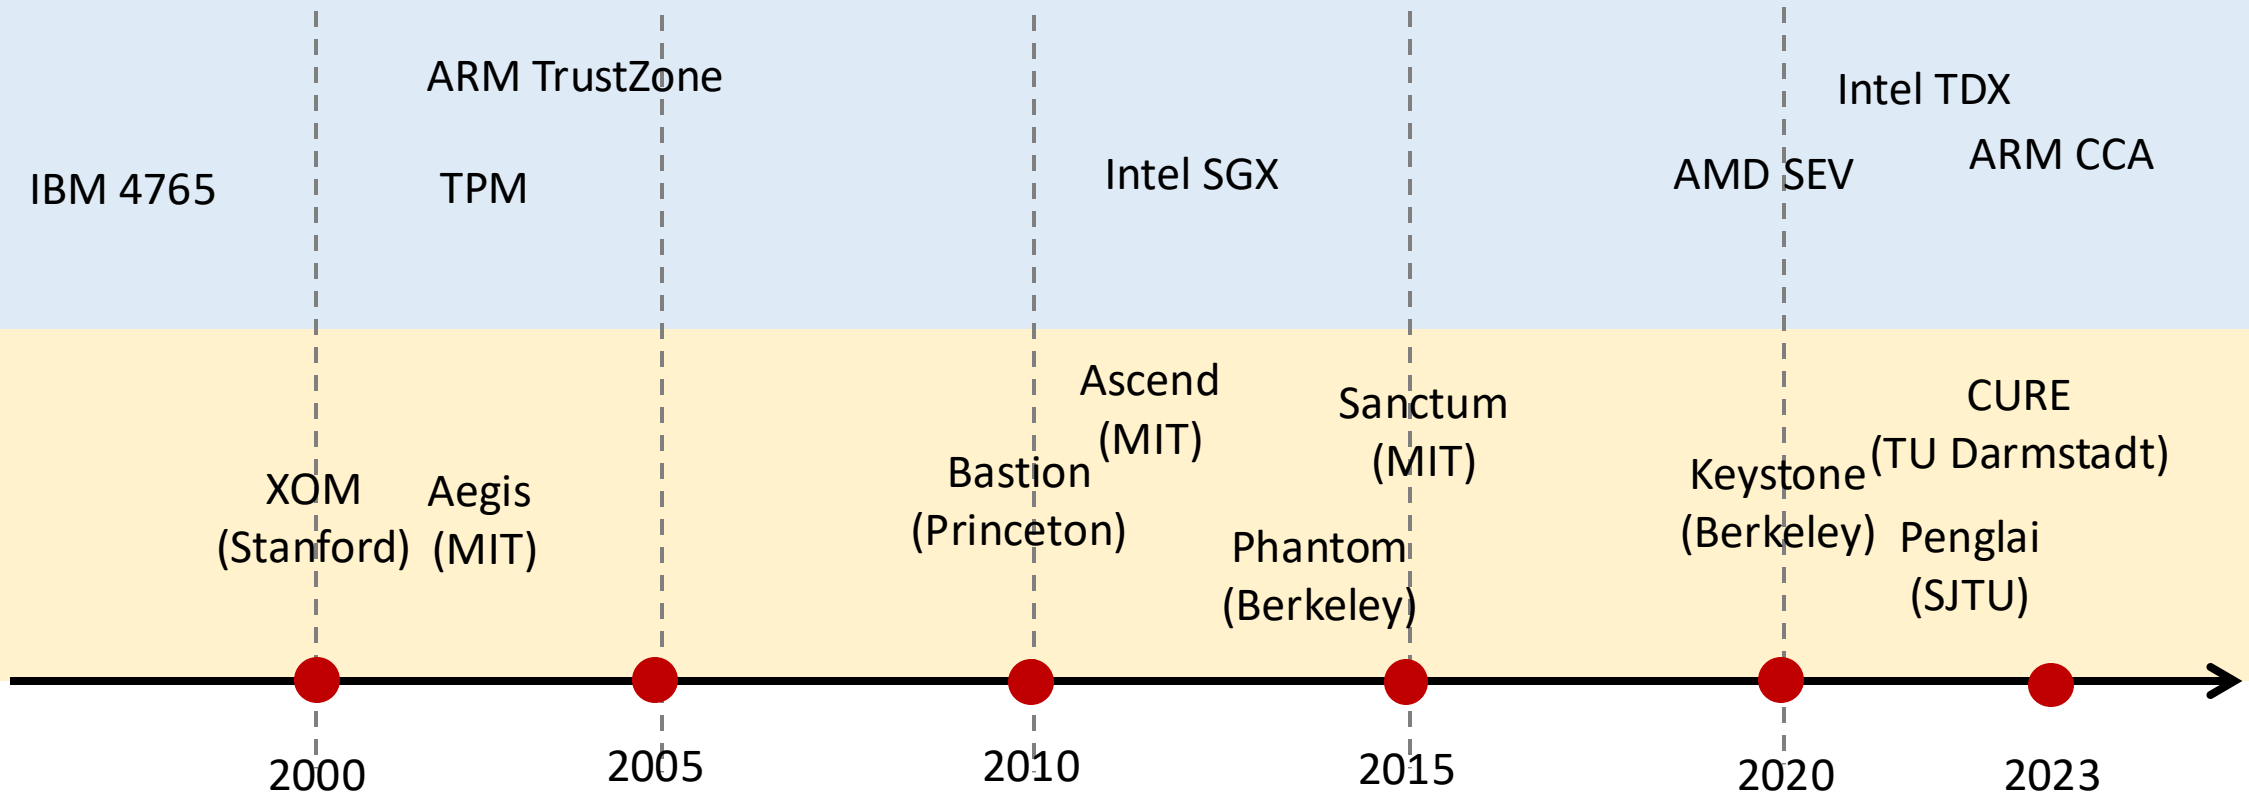 ARM TrustZone
Intel TDX
ARM CCA
IBM 4765
TPM
Intel SGX
AMD SEV
Ascend
(MIT)
Sanctum
(MIT)
CURE
(TU Darmstadt)
XOM
(Stanford)
Aegis
(MIT)
Bastion
(Princeton)
Phantom
(Berkeley)
Keystone
(Berkeley)
Penglai
(SJTU)
2000
2005
2010
2015
2020
2023